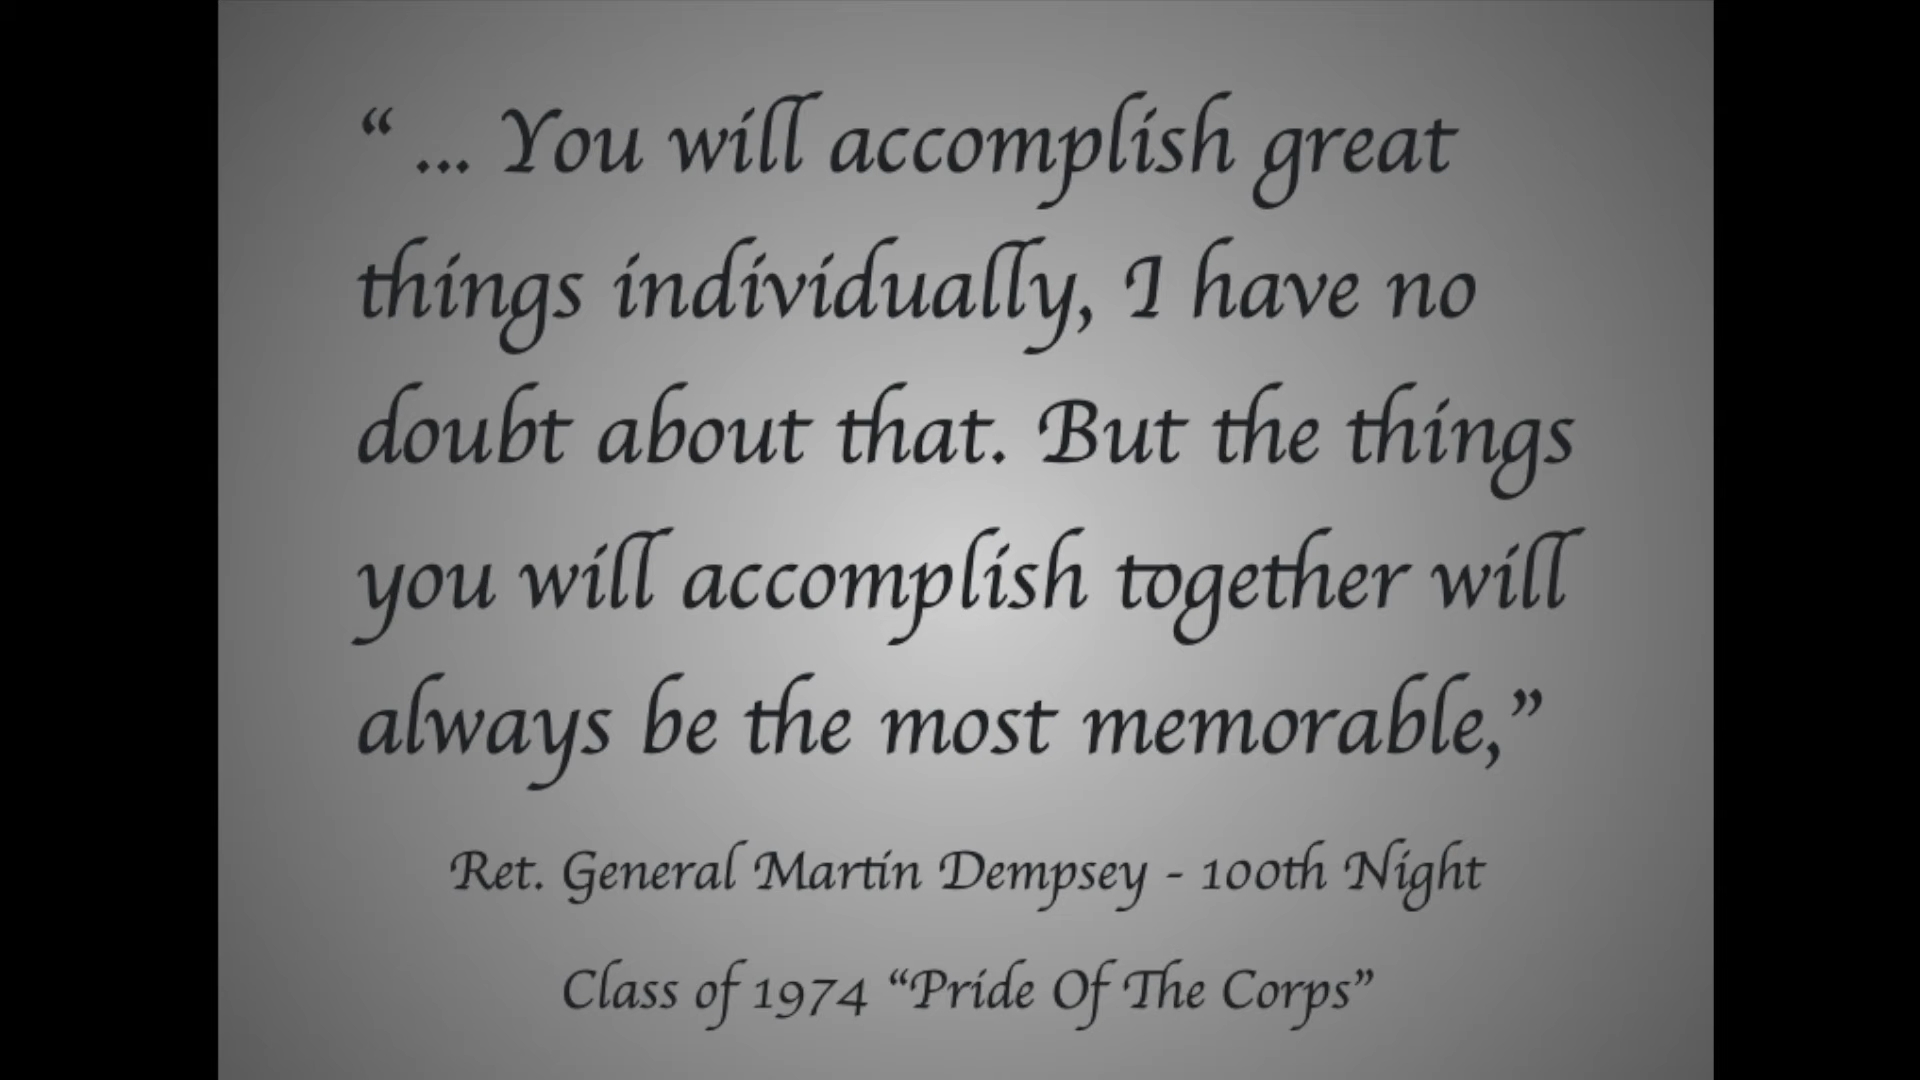 “ ... You will accomplish great
things individually, I have no
doubt about that. But the things
you will accomplish together will
always be the most memorable,”
Ret. General Martin Dempsey - 100th Night
Class of 1974 “Pride Of The Corps”